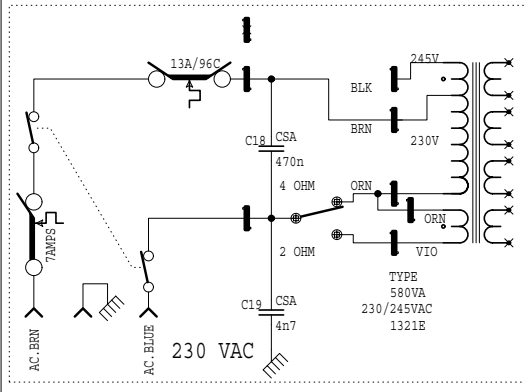 13A/96C
245V
BLK
BRN
230V
C18
CSA
470n
4 OHM
ORN
ORN
2 OHM
VIO
7AMPS
TYPE
580VA
230/245VAC
1321E
C19
CSA
4n7
230 VAC
AC.BRN
AC.BLUE